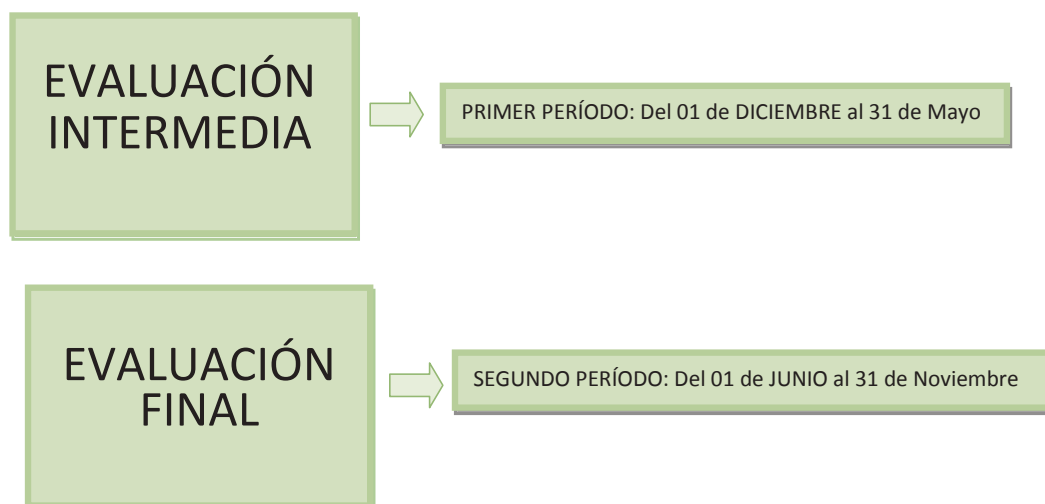 EVALUACIÓN
INTERMEDIA
PRIMER PERÍODO: Del 01 de DICIEMBRE al 31 de Mayo
EVALUACIÓN
FINAL
SEGUNDO PERÍODO: Del 01 de JUNIO al 31 de Noviembre